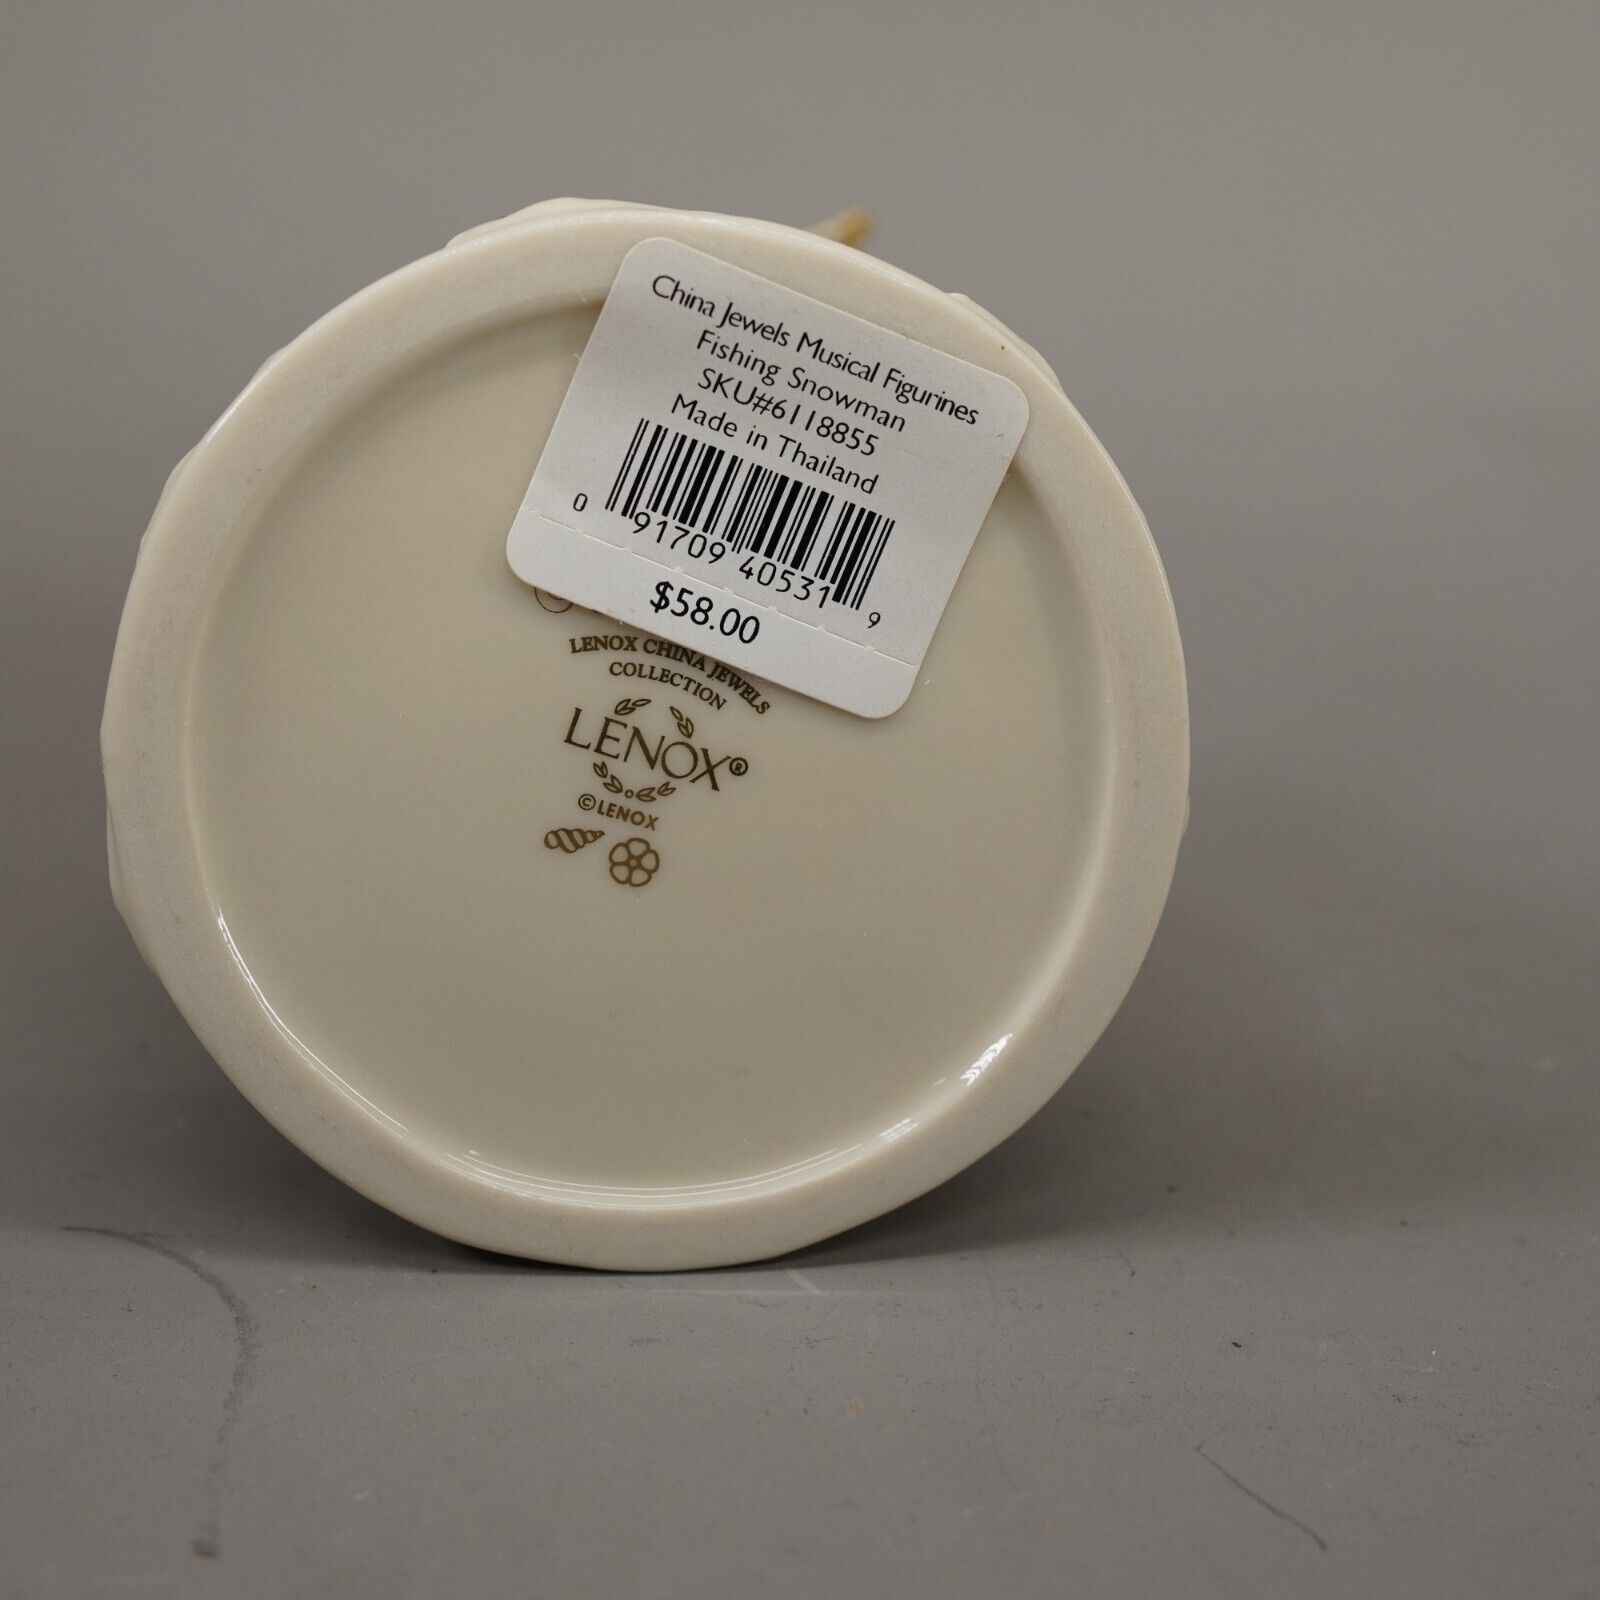 China Jewels Musical Figurines
Fishing Snowman
SKU#6118855
Made in Thailand
0 91709 40531 9
$58.00
LENOX CHINA JEWELS
COLLECTION
LENOX®
©LENOX